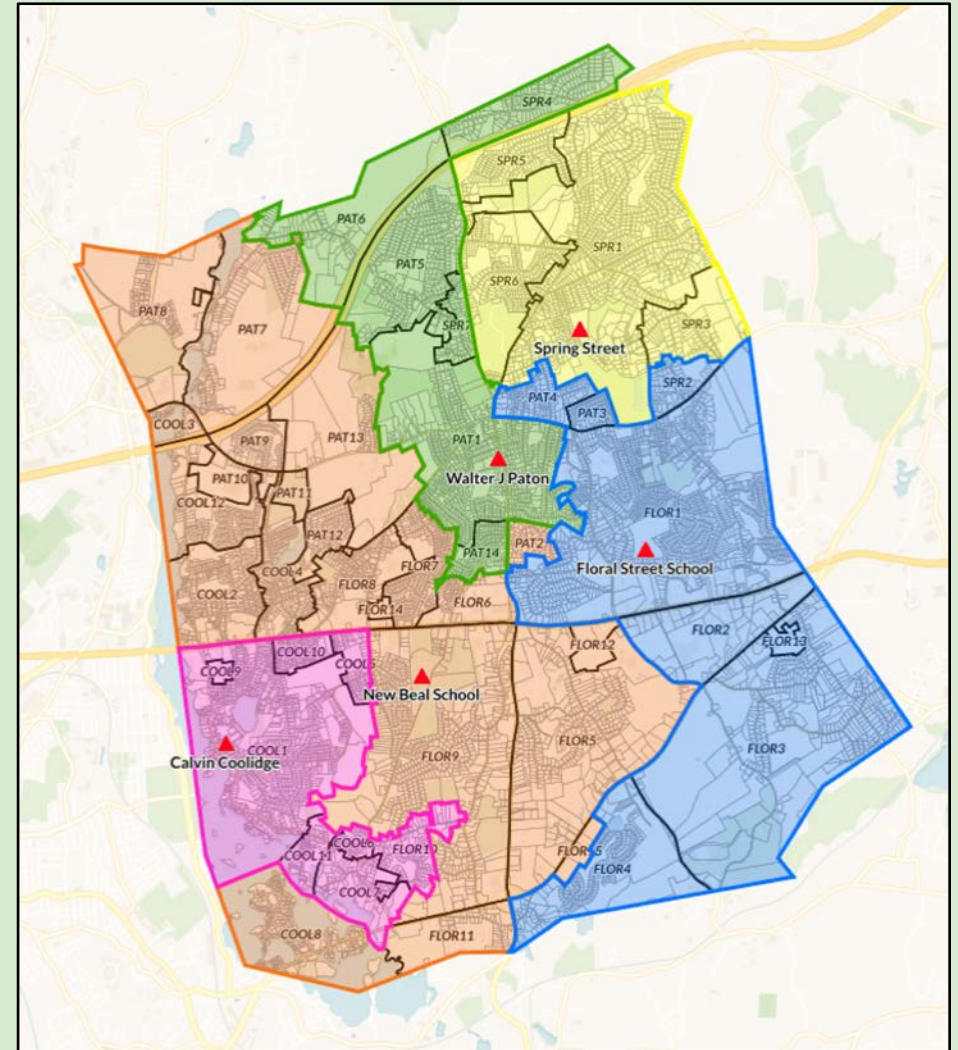 SPR4
SPR5
PAT6
SPR1
PAT5
SPR6
PAT8
PAT7
SPR7
SPR3
Spring Street
SPR2
PAT4
PAT3
COOL3
PAT9
PAT13
PAT1
Walter J Paton
PAT10
PAT11
COOL12
FLOR1
PAT12
PAT2
PAT14
Floral Street School
COOL4
FLOR7
FLOR8
COOL2
FLOR14
FLOR6
FLOR2
FLOR13
FLOR12
COOL10
COOL5
COOL9
New Beal School
FLOR5
FLOR3
COOL1
FLOR9
Calvin Coolidge
COOL6
FLOR10
COOL11
FLOR4
COOL8
FLOR11